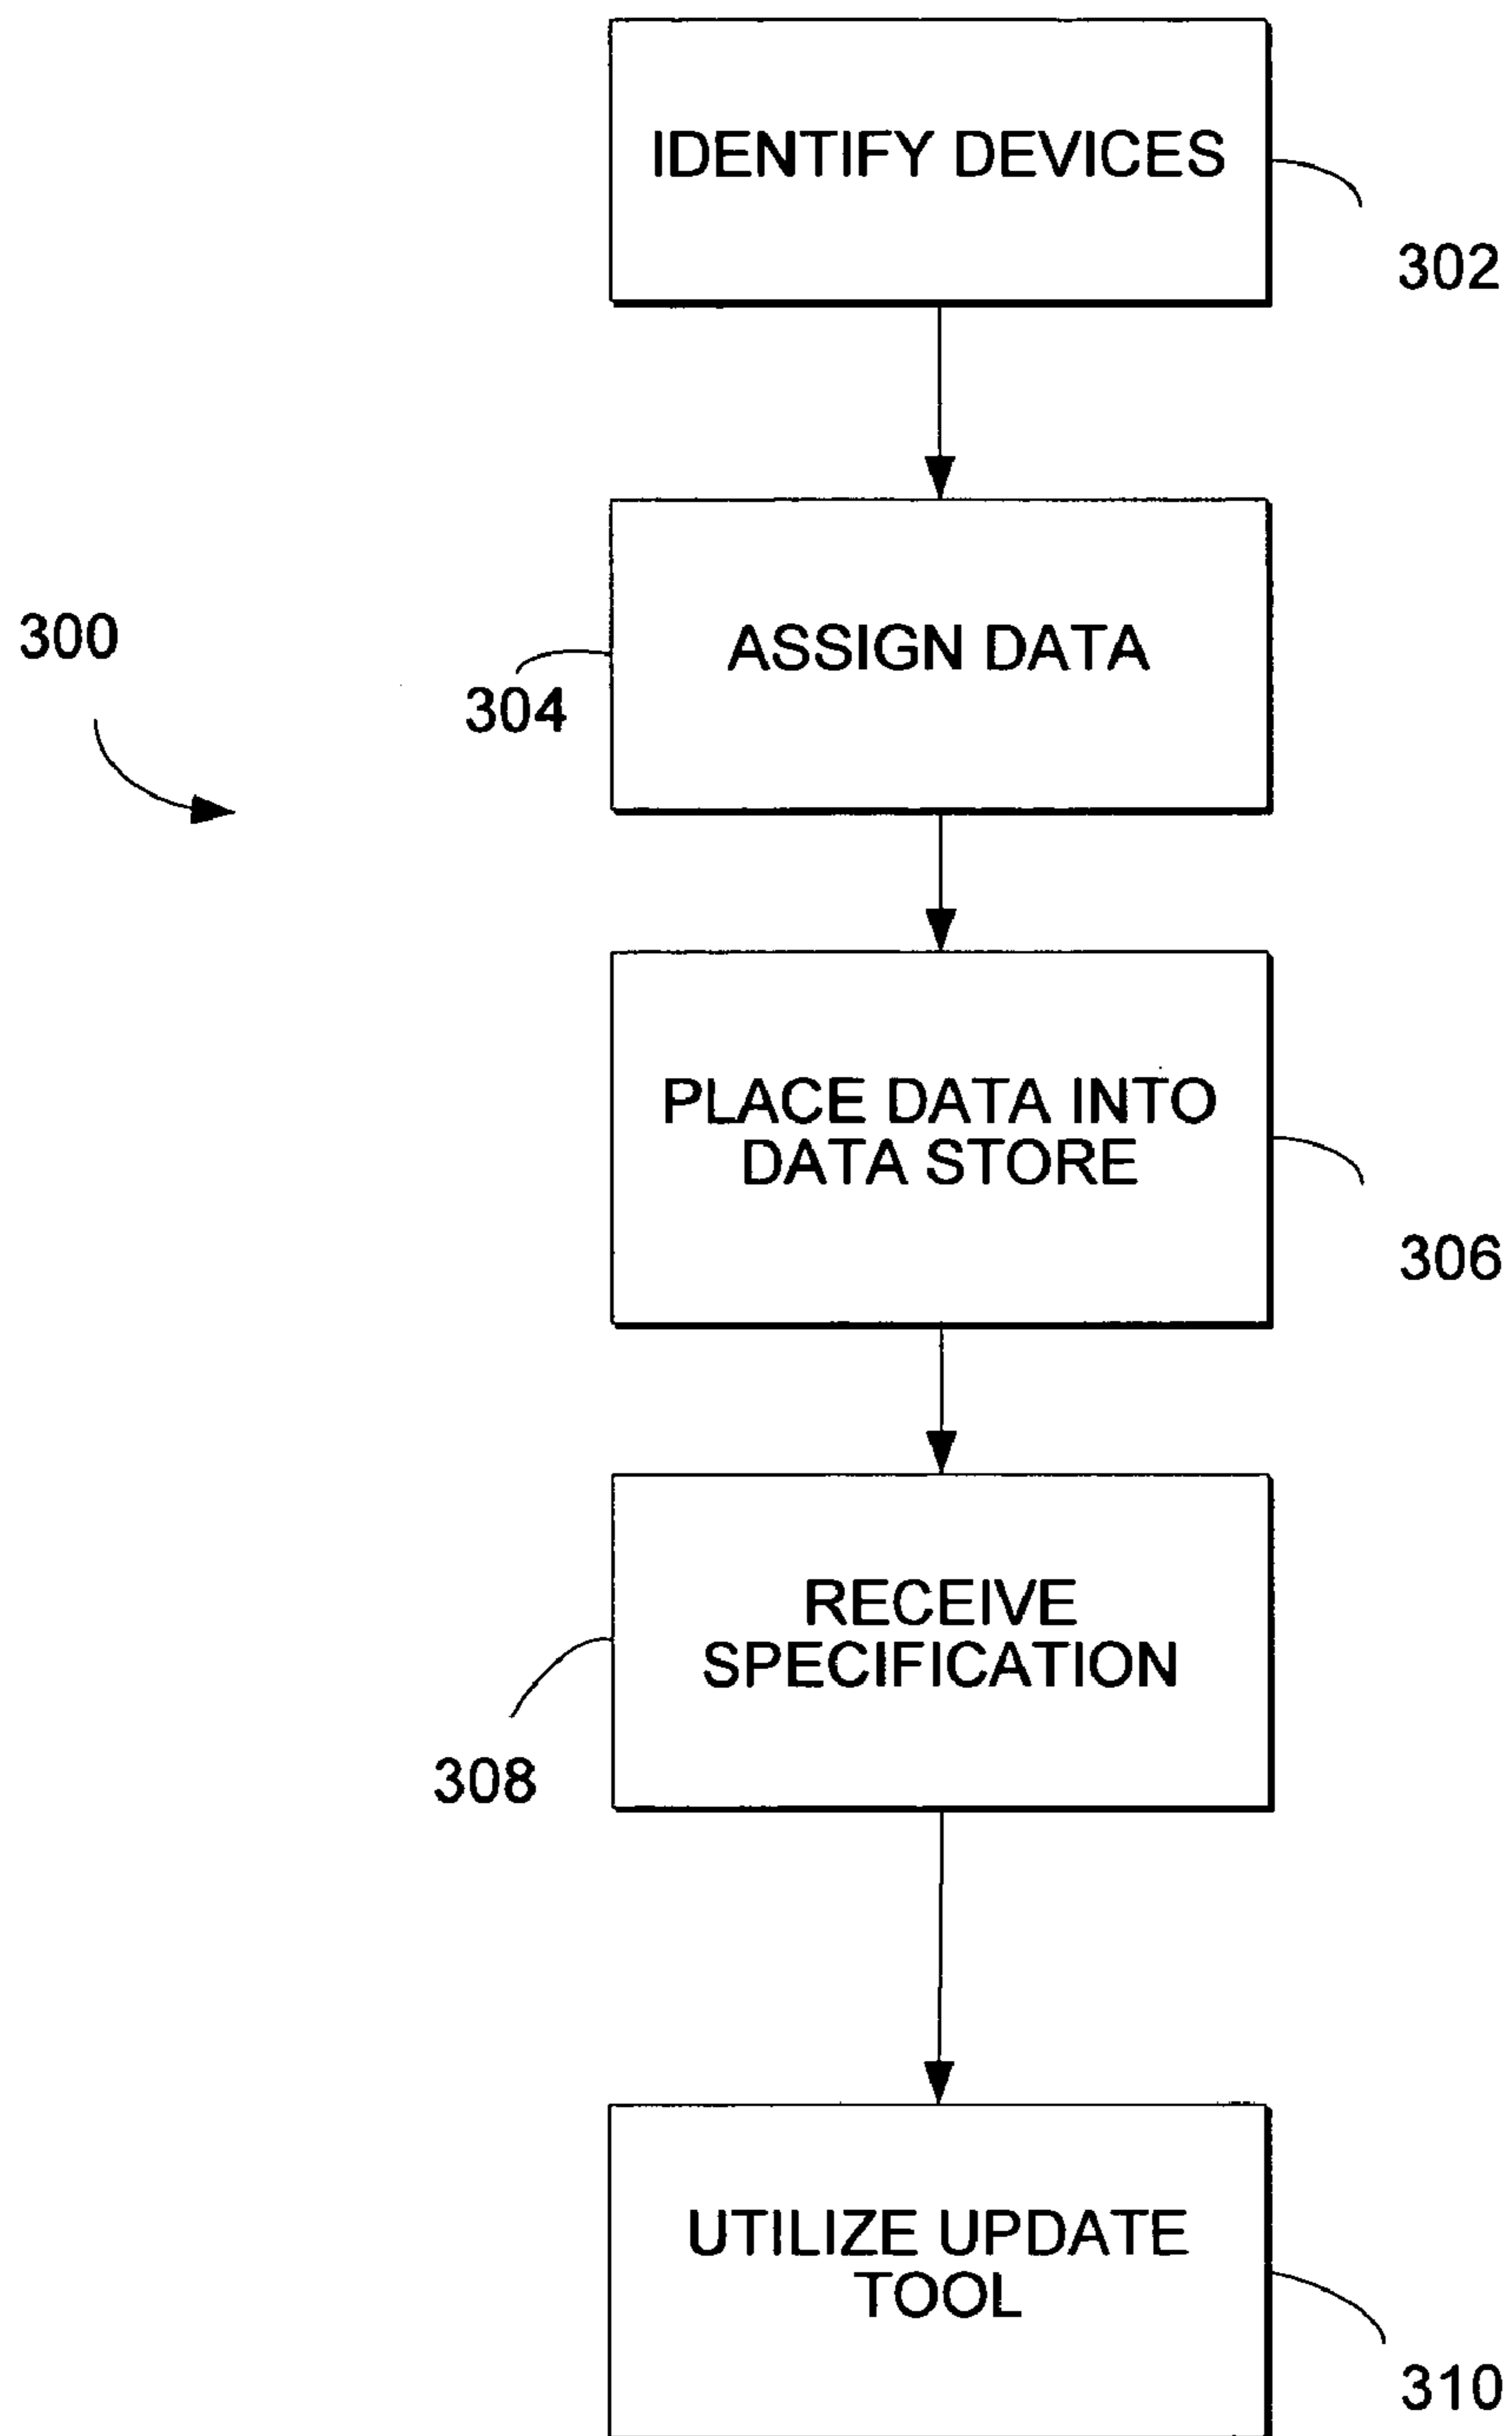 IDENTIFY DEVICES
302
ASSIGN DATA
300
304
PLACE DATA INTO
DATA STORE
306
RECEIVE
SPECIFICATION
308
UTILIZE UPDATE
TOOL
310